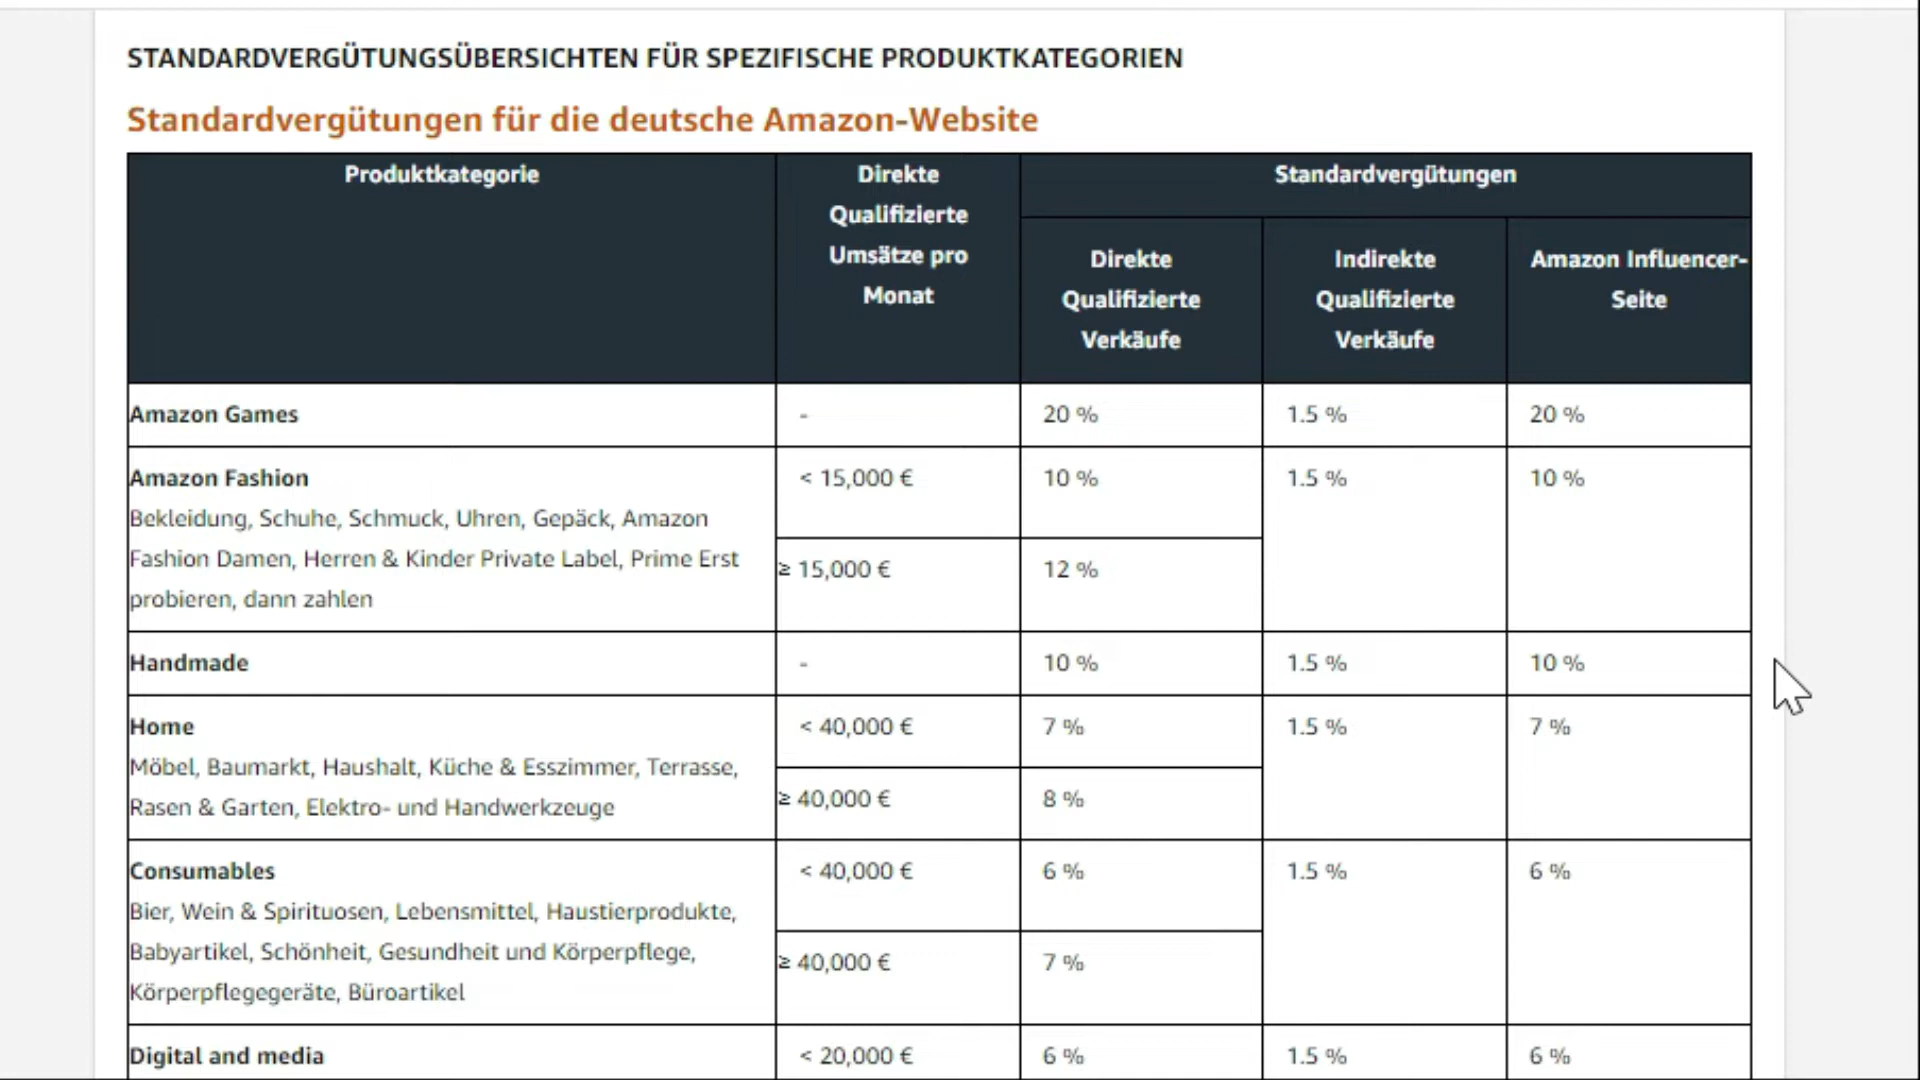 STANDARDVERGÜTUNGSÜBERSICHTEN FÜR SPEZIFISCHE PRODUKTKATEGORIEN
Standardvergütungen für die deutsche Amazon-Website
Produktkategorie
Direkte
Qualifizierte
Umsätze pro
Monat
Standardvergütungen
Direkte
Qualifizierte
Verkäufe
Indirekte
Qualifizierte
Verkäufe
Amazon Influencer-
Seite
Amazon Games
-
20 %
1.5 %
20 %
Amazon Fashion
Bekleidung, Schuhe, Schmuck, Uhren, Gepäck, Amazon
Fashion Damen, Herren & Kinder Private Label, Prime Erst
probieren, dann zahlen
< 15,000 €
10 %
1.5 %
10 %
≥ 15,000 €
12 %
Handmade
-
10 %
1.5 %
10 %
Home
Möbel, Baumarkt, Haushalt, Küche & Esszimmer, Terrasse,
Rasen & Garten, Elektro- und Handwerkzeuge
< 40,000 €
7 %
1.5 %
7 %
≥ 40,000 €
8 %
Consumables
Bier, Wein & Spirituosen, Lebensmittel, Haustierprodukte,
Babyartikel, Schönheit, Gesundheit und Körperpflege,
Körperpflegegeräte, Büroartikel
< 40,000 €
6 %
1.5 %
6 %
≥ 40,000 €
7 %
Digital and media
< 20,000 €
6 %
1.5 %
6 %